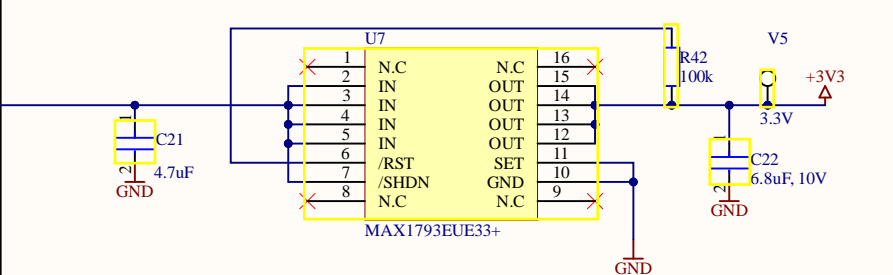 U7
V5
1 N.C N.C 16
2 IN OUT 15
3 IN OUT 14
4 IN OUT 13
5 IN OUT 12
6 /RST SET 11
7 /SHDN GND 10
8 N.C N.C 9
MAX1793EUE33+
R42
100k
+3V3
3.3V
1
C21
2
4.7uF
GND
1
C22
2
6.8uF, 10V
GND
GND